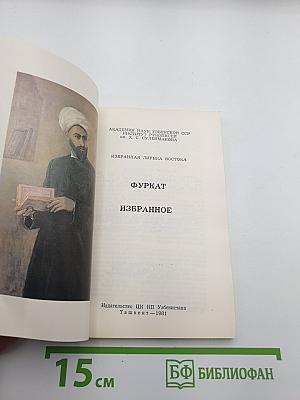 АКАДЕМИЯ НАУК УЗБЕКСКОЙ ССР
ИНСТИТУТ РУКОПИСЕЙ
им. Х. С. СУЛЕЙМАНОВА
ИЗБРАННАЯ ЛИРИКА ВОСТОКА
ФУРКАТ
ИЗБРАННОЕ
Издательство ЦК КП Узбекистана
Ташкент—1981
15 см
БФ БИБЛИОФАН